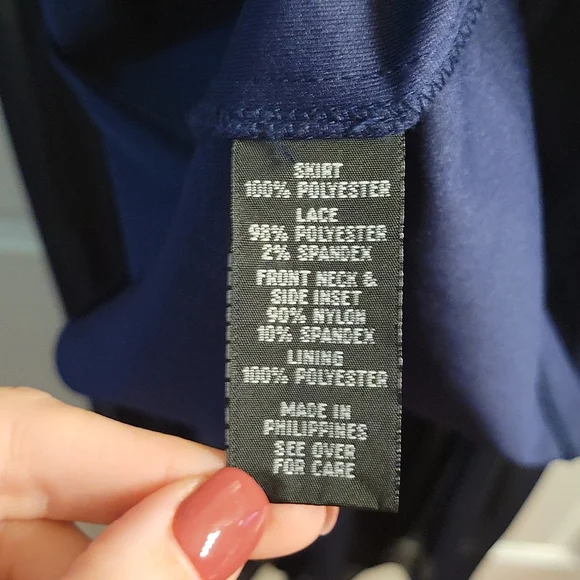 SKIRT
100% POLYESTER
LACE
98% POLYESTER
2% SPANDEX
FRONT NECK &
SIDE INSET
90% NYLON
10% SPANDEX
LINING
100% POLYESTER
MADE IN
PHILIPPINES
SEE OVER
FOR CARE